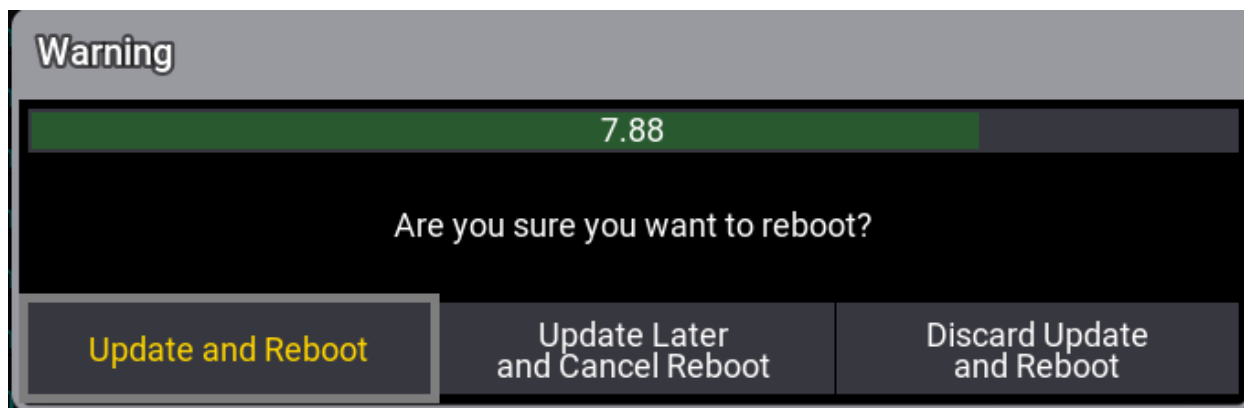 Warning
7.88
Are you sure you want to reboot?
Update and Reboot
Update Later
and Cancel Reboot
Discard Update
and Reboot